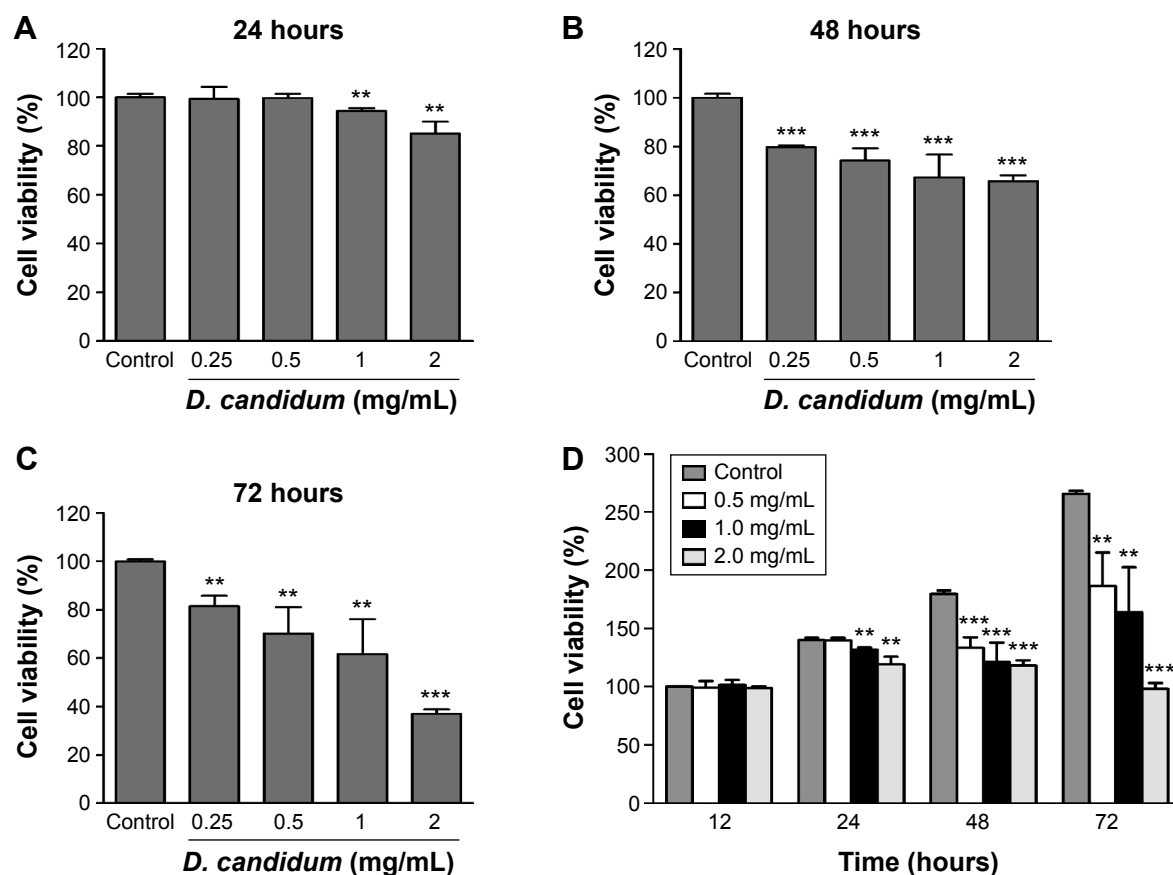 A
24 hours
120
100
80
60
40
20
0
Cell viability (%)
**
**
Control 0.25 0.5 1 2
D. candidum (mg/mL)
B
48 hours
120
100
80
60
40
20
0
Cell viability (%)
***
***
***
***
Control 0.25 0.5 1 2
D. candidum (mg/mL)
C
72 hours
120
100
80
60
40
20
0
Cell viability (%)
**
**
**
***
Control 0.25 0.5 1 2
D. candidum (mg/mL)
D
300
250
200
150
100
50
0
Cell viability (%)
Control
0.5 mg/mL
1.0 mg/mL
2.0 mg/mL
**
**
***
***
***
**
**
***
12 24 48 72
Time (hours)